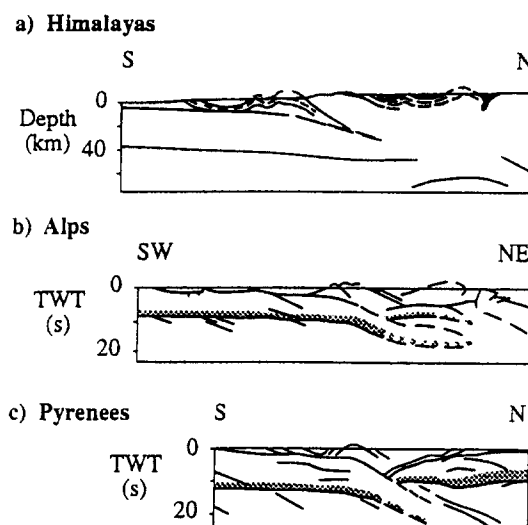 a) Himalayas
S N
0
Depth
(km)
40
b) Alps
SW NE
TWT 0
(s)
20
c) Pyrenees S N
TWT 0
(s)
20